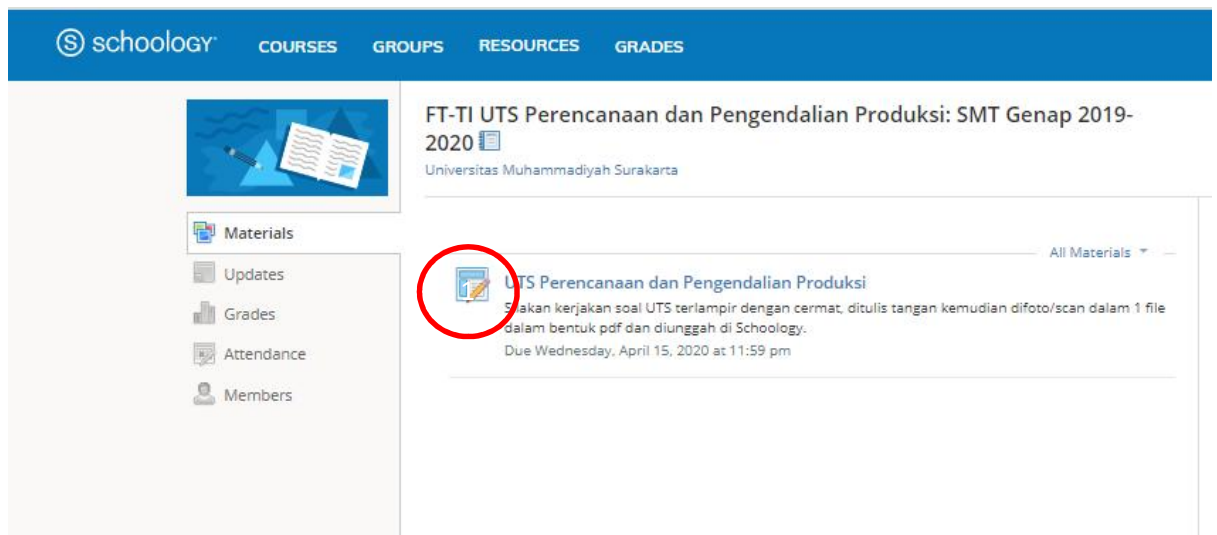 schoology COURSES GROUPS RESOURCES GRADES
FT-TI UTS Perencanaan dan Pengendalian Produksi: SMT Genap 2019-
2020
Universitas Muhammadiyah Surakarta
Materials
Updates
Grades
Attendance
Members
All Materials
UTS Perencanaan dan Pengendalian Produksi
Silakan kerjakan soal UTS terlampir dengan cermat, ditulis tangan kemudian difoto/scan dalam 1 file
dalam bentuk pdf dan diunggah di Schoology.
Due Wednesday, April 15, 2020 at 11:59 pm